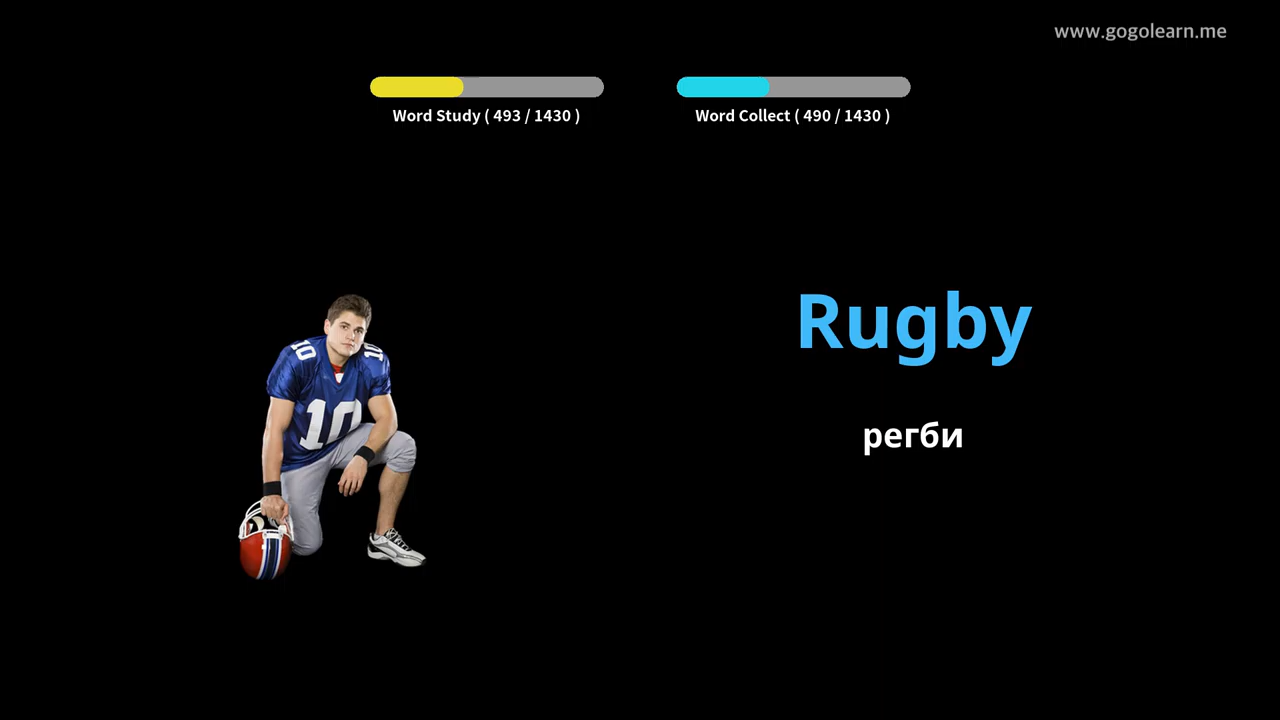 www.gogolearn.me
Word Study ( 493 / 1430 )
Word Collect ( 490 / 1430 )
Rugby
регби
10
10
10